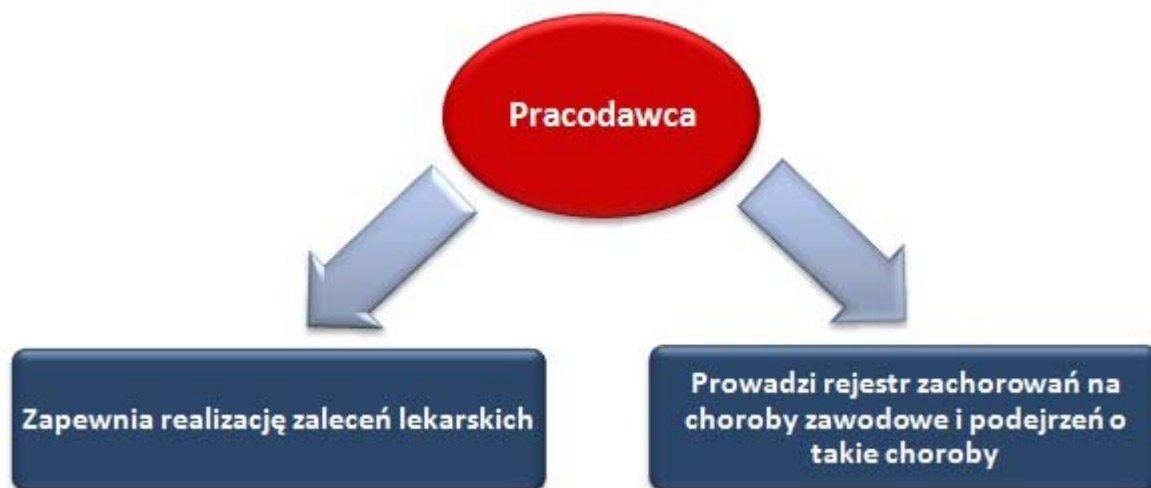 Pracodawca
Zapewnia realizację zaleceń lekarskich
Prowadzi rejestr zachorowań na
choroby zawodowe i podejrzeń o
takie choroby